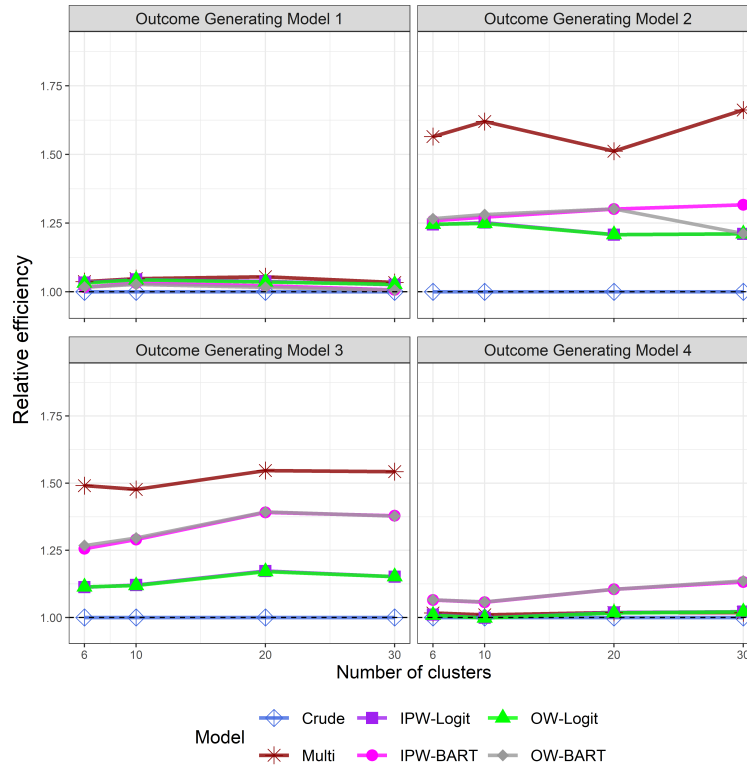 Outcome Generating Model 1
Outcome Generating Model 2
1.75
1.50
1.25
1.00
Outcome Generating Model 3
Outcome Generating Model 4
1.75
1.50
1.25
1.00
6 10 20 30
6 10 20 30
Relative efficiency
Number of clusters
Model
Crude
IPW-Logit
OW-Logit
Multi
IPW-BART
OW-BART